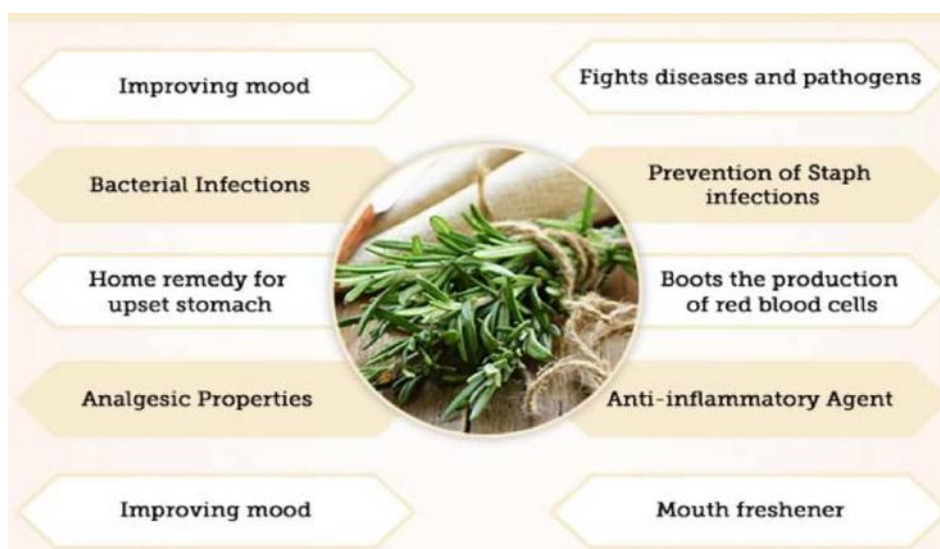 Improving mood
Fights diseases and pathogens
Bacterial Infections
Prevention of Staph
infections
Home remedy for
upset stomach
Boots the production
of red blood cells
Analgesic Properties
Anti-inflammatory Agent
Improving mood
Mouth freshener